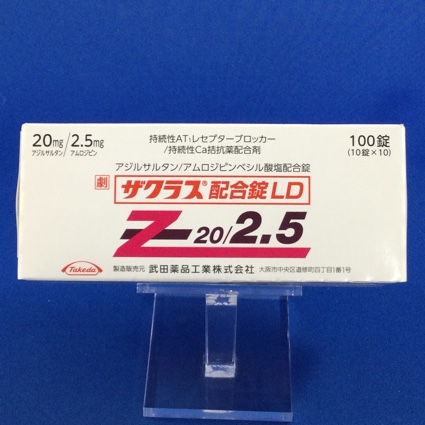 20mg/2.5mg
アジルサルタン アムロジピン
持続性AT₁レセプターブロッカー
/持続性Ca拮抗薬配合剤
100錠
(10錠×10)
アジルサルタン/アムロジピンベシル酸塩配合錠
劇 ザクラス®配合錠LD
Z 20/2.5
Takeda
製造販売元 武田薬品工業株式会社 大阪市中央区道修町四丁目1番1号